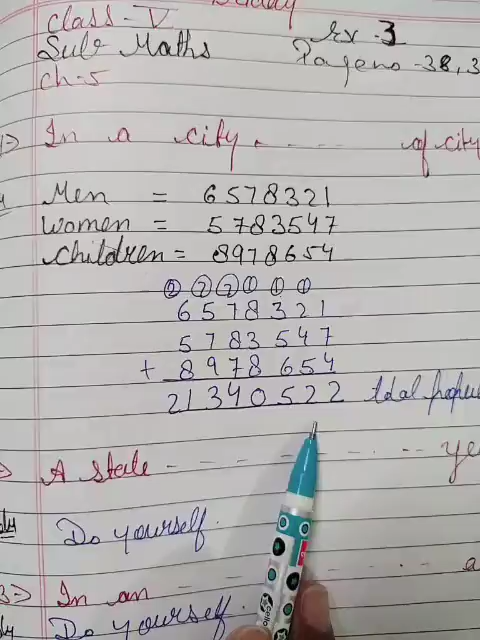 Class-V
Ex-3
Sub Maths
Page no - 38, 3
Ch-5
In a city - - - - of city
Men = 6578321
Women = 5783547
Children = 8978654
② ② ② ① ① ①
6578321
5783547
+ 8978654
21340522 total
A state - - - - - - - ye
Do yourself.
3⇒ In an - - - - - - - a
Do yourself.